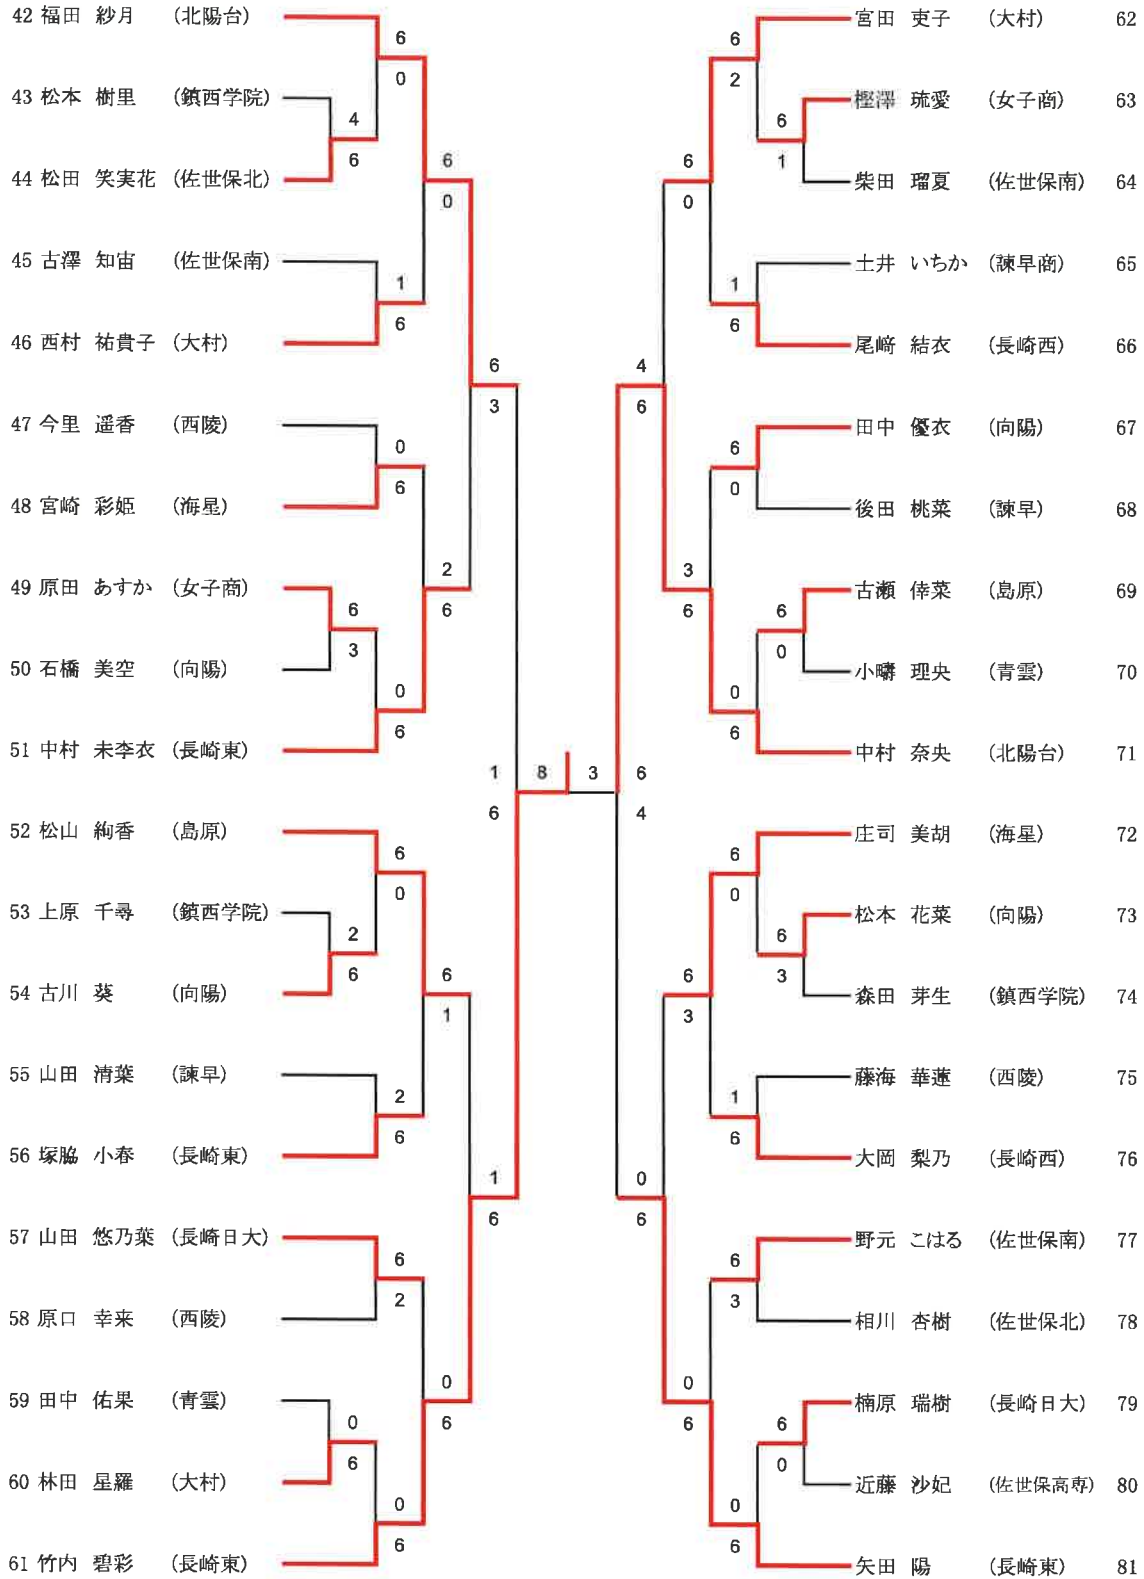 42 福田 紗月 (北陽台)
43 松本 樹里 (鎮西学院)
44 松田 笑実花 (佐世保北)
45 古澤 知宙 (佐世保南)
46 西村 祐貴子 (大村)
47 今里 遥香 (西陵)
48 宮崎 彩姫 (海星)
49 原田 あすか (女子商)
50 石橋 美空 (向陽)
51 中村 未李衣 (長崎東)
52 松山 絢香 (島原)
53 上原 千尋 (鎮西学院)
54 古川 葵 (向陽)
55 山田 清葉 (諫早)
56 塚脇 小春 (長崎東)
57 山田 悠乃葉 (長崎日大)
58 原口 幸来 (西陵)
59 田中 佑果 (青雲)
60 林田 星羅 (大村)
61 竹内 碧彩 (長崎東)
6
0
4
6
1
6
0
6
6
3
0
6
6
0
2
6
2
6
6
2
0
6
0
6
6
0
2
6
6
1
0
6
6
3
1
6
1
6
8
3
6
4
4
6
0
6
6
0
3
6
6
3
0
6
6
2
6
1
1
6
6
0
6
0
0
6
6
0
6
3
1
6
6
3
6
0
0
6
宮田 吏子 (大村) 62
樫澤 琉愛 (女子商) 63
柴田 瑠夏 (佐世保南) 64
土井 いちか (諫早商) 65
尾﨑 結衣 (長崎西) 66
田中 優衣 (向陽) 67
後田 桃菜 (諫早) 68
古瀬 倖菜 (島原) 69
小疇 理央 (青雲) 70
中村 奈央 (北陽台) 71
庄司 美胡 (海星) 72
松本 花菜 (向陽) 73
森田 芽生 (鎮西学院) 74
藤海 華蓮 (西陵) 75
大岡 梨乃 (長崎西) 76
野元 こはる (佐世保南) 77
相川 杏樹 (佐世保北) 78
楠原 瑞樹 (長崎日大) 79
近藤 沙妃 (佐世保高専) 80
矢田 陽 (長崎東) 81